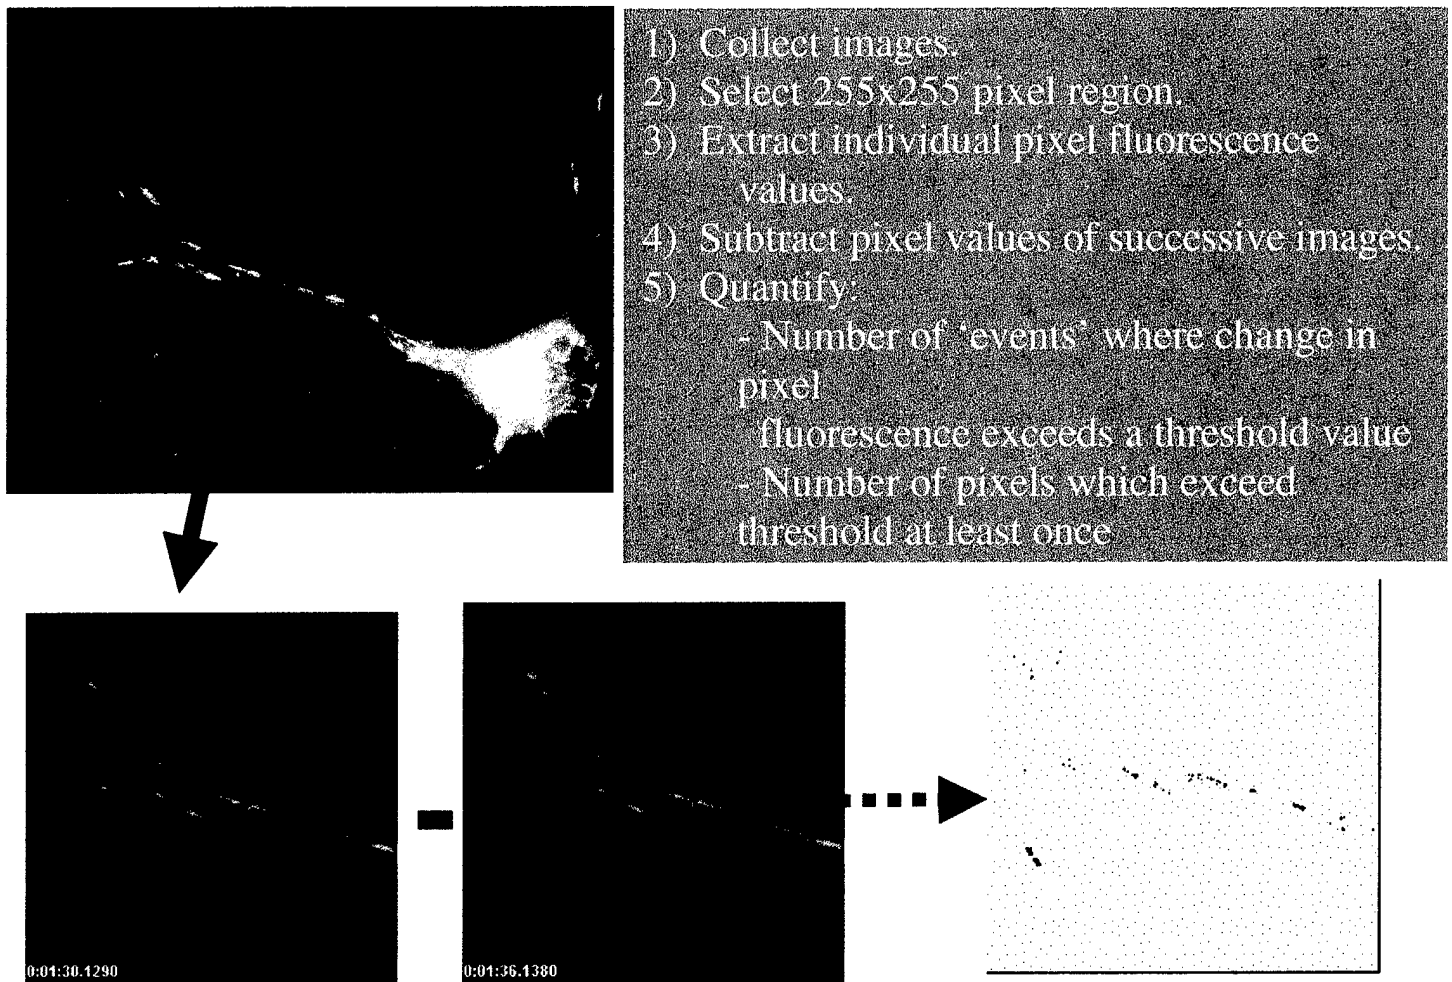 1) Collect images.
2) Select 255x255 pixel region.
3) Extract individual pixel fluorescence
values.
4) Subtract pixel values of successive images.
5) Quantify:
- Number of ‘events’ where change in
pixel
fluorescence exceeds a threshold value
- Number of pixels which exceed
threshold at least once
0:01:30.1290
0:01:36.1380